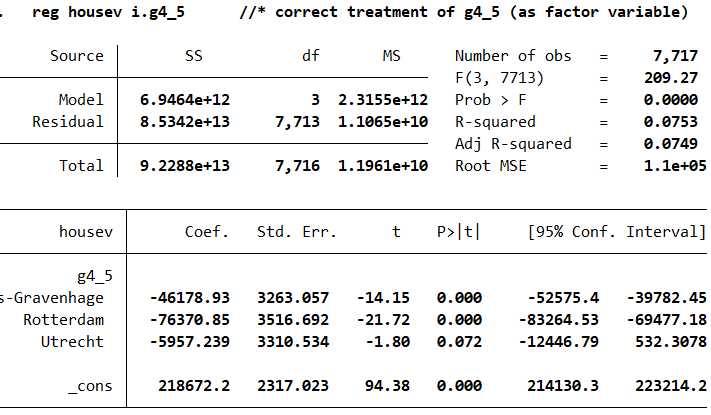 . reg housev i.g4_5 //* correct treatment of g4_5 (as factor variable)
Source SS df MS Number of obs = 7,717
F(3, 7713) = 209.27
Model 6.9464e+12 3 2.3155e+12 Prob > F = 0.0000
Residual 8.5342e+13 7,713 1.1065e+10 R-squared = 0.0753
Adj R-squared = 0.0749
Total 9.2288e+13 7,716 1.1961e+10 Root MSE = 1.1e+05
housev Coef. Std. Err. t P>|t| [95% Conf. Interval]
g4_5
s-Gravenhage -46178.93 3263.057 -14.15 0.000 -52575.4 -39782.45
Rotterdam -76370.85 3516.692 -21.72 0.000 -83264.53 -69477.18
Utrecht -5957.239 3310.534 -1.80 0.072 -12446.79 532.3078
_cons 218672.2 2317.023 94.38 0.000 214130.3 223214.2